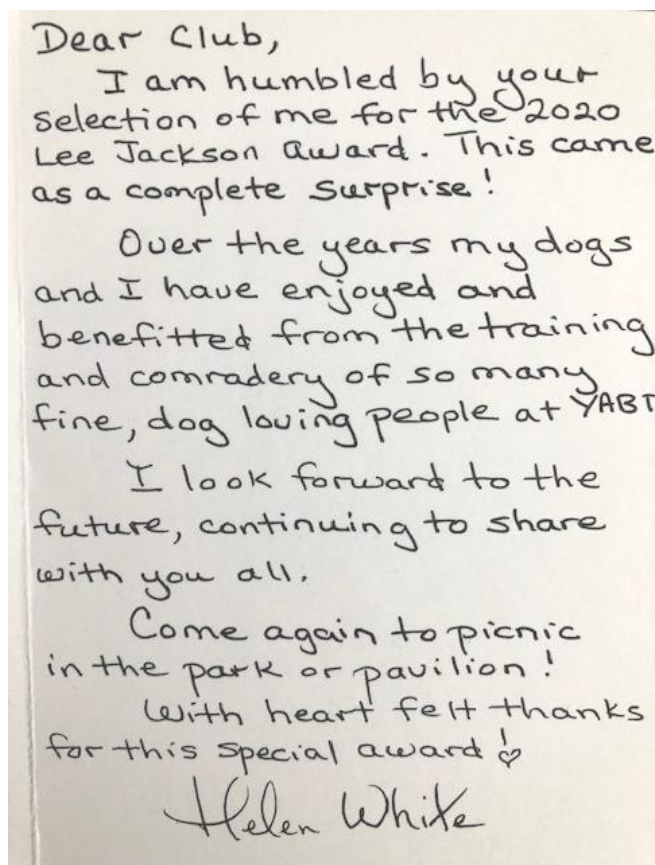 Dear Club,
I am humbled by your
selection of me for the 2020
Lee Jackson award. This came
as a complete surprise!
Over the years my dogs
and I have enjoyed and
benefitted from the training
and comradery of so many
fine, dog loving people at YABT
I look forward to the
future, continuing to share
with you all.
Come again to picnic
in the park or pavilion!
With heart felt thanks
for this special award!
Helen White